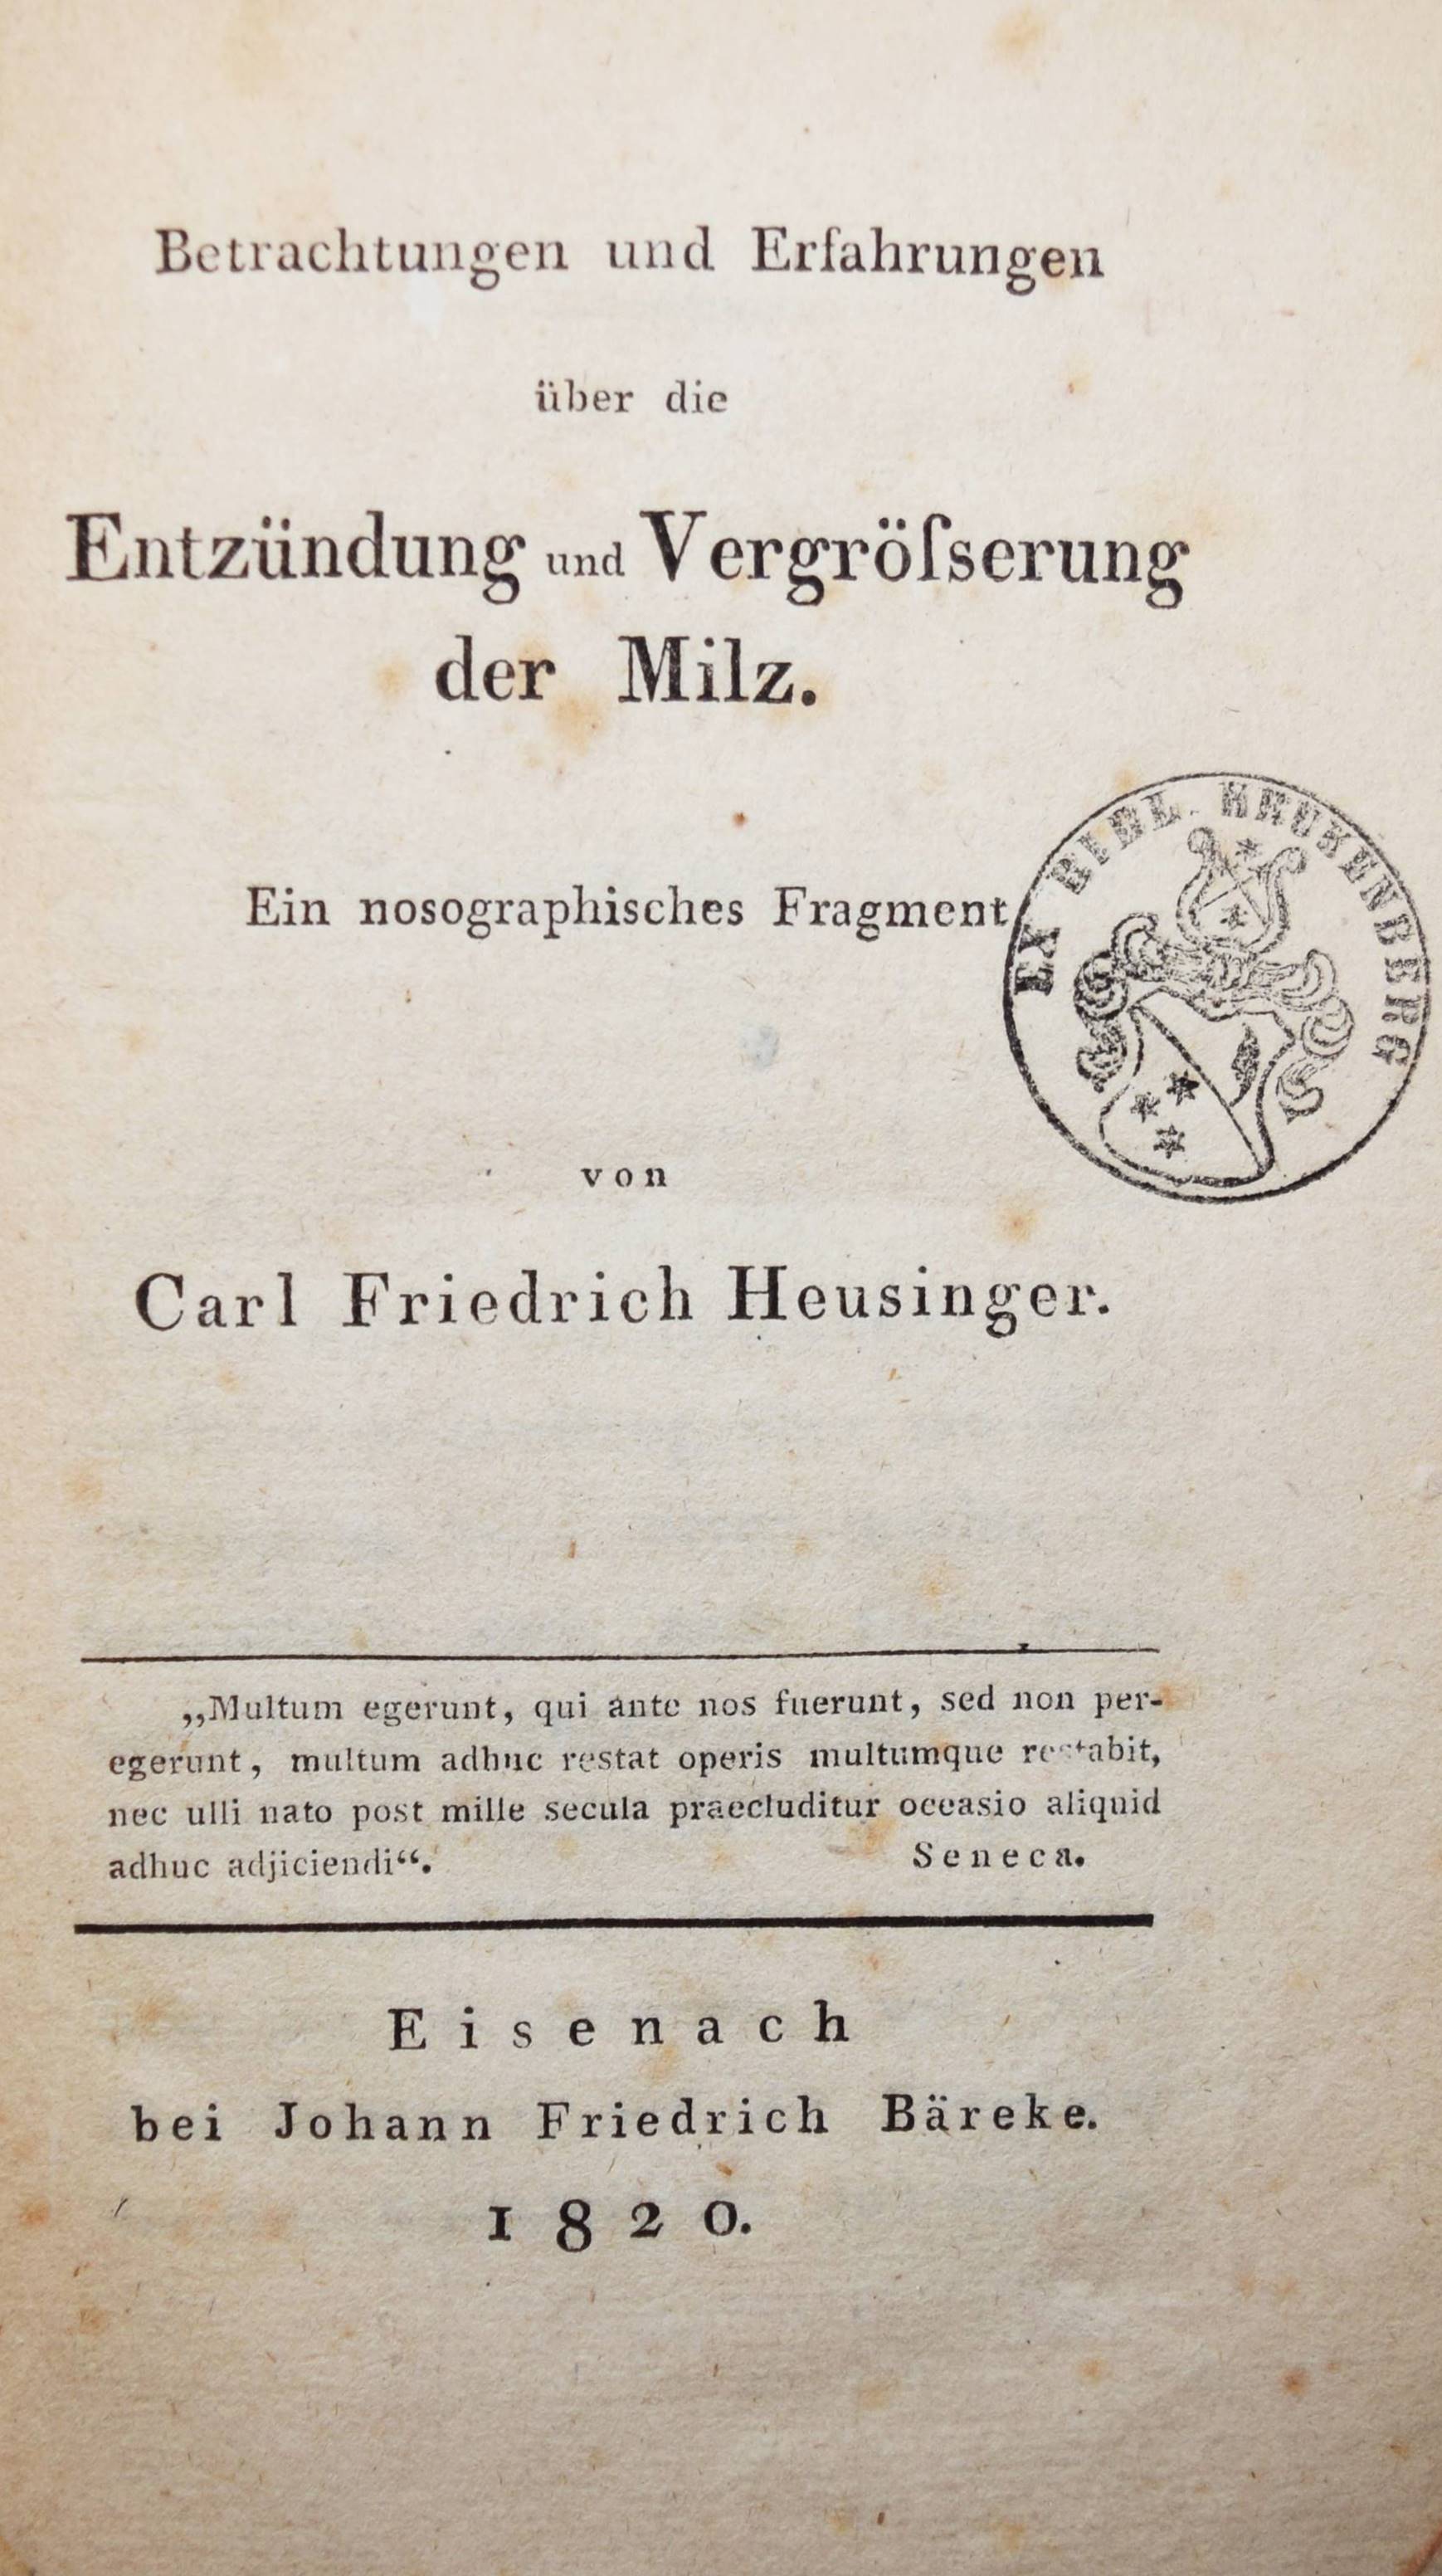 Betrachtungen und Erfahrungen
über die
Entzündung und Vergröſserung
der Milz.
Ein nosographisches Fragment
EX BIBL. HEUKENBERG
von
Carl Friedrich Heusinger.
„Multum egerunt, qui ante nos fuerunt, sed non per-
egerunt, multum adhuc restat operis multumque restabit,
nec ulli nato post mille secula praecluditur occasio aliquid
adhuc adjiciendi“.
Seneca.
Eisenach
bei Johann Friedrich Bäreke.
1820.